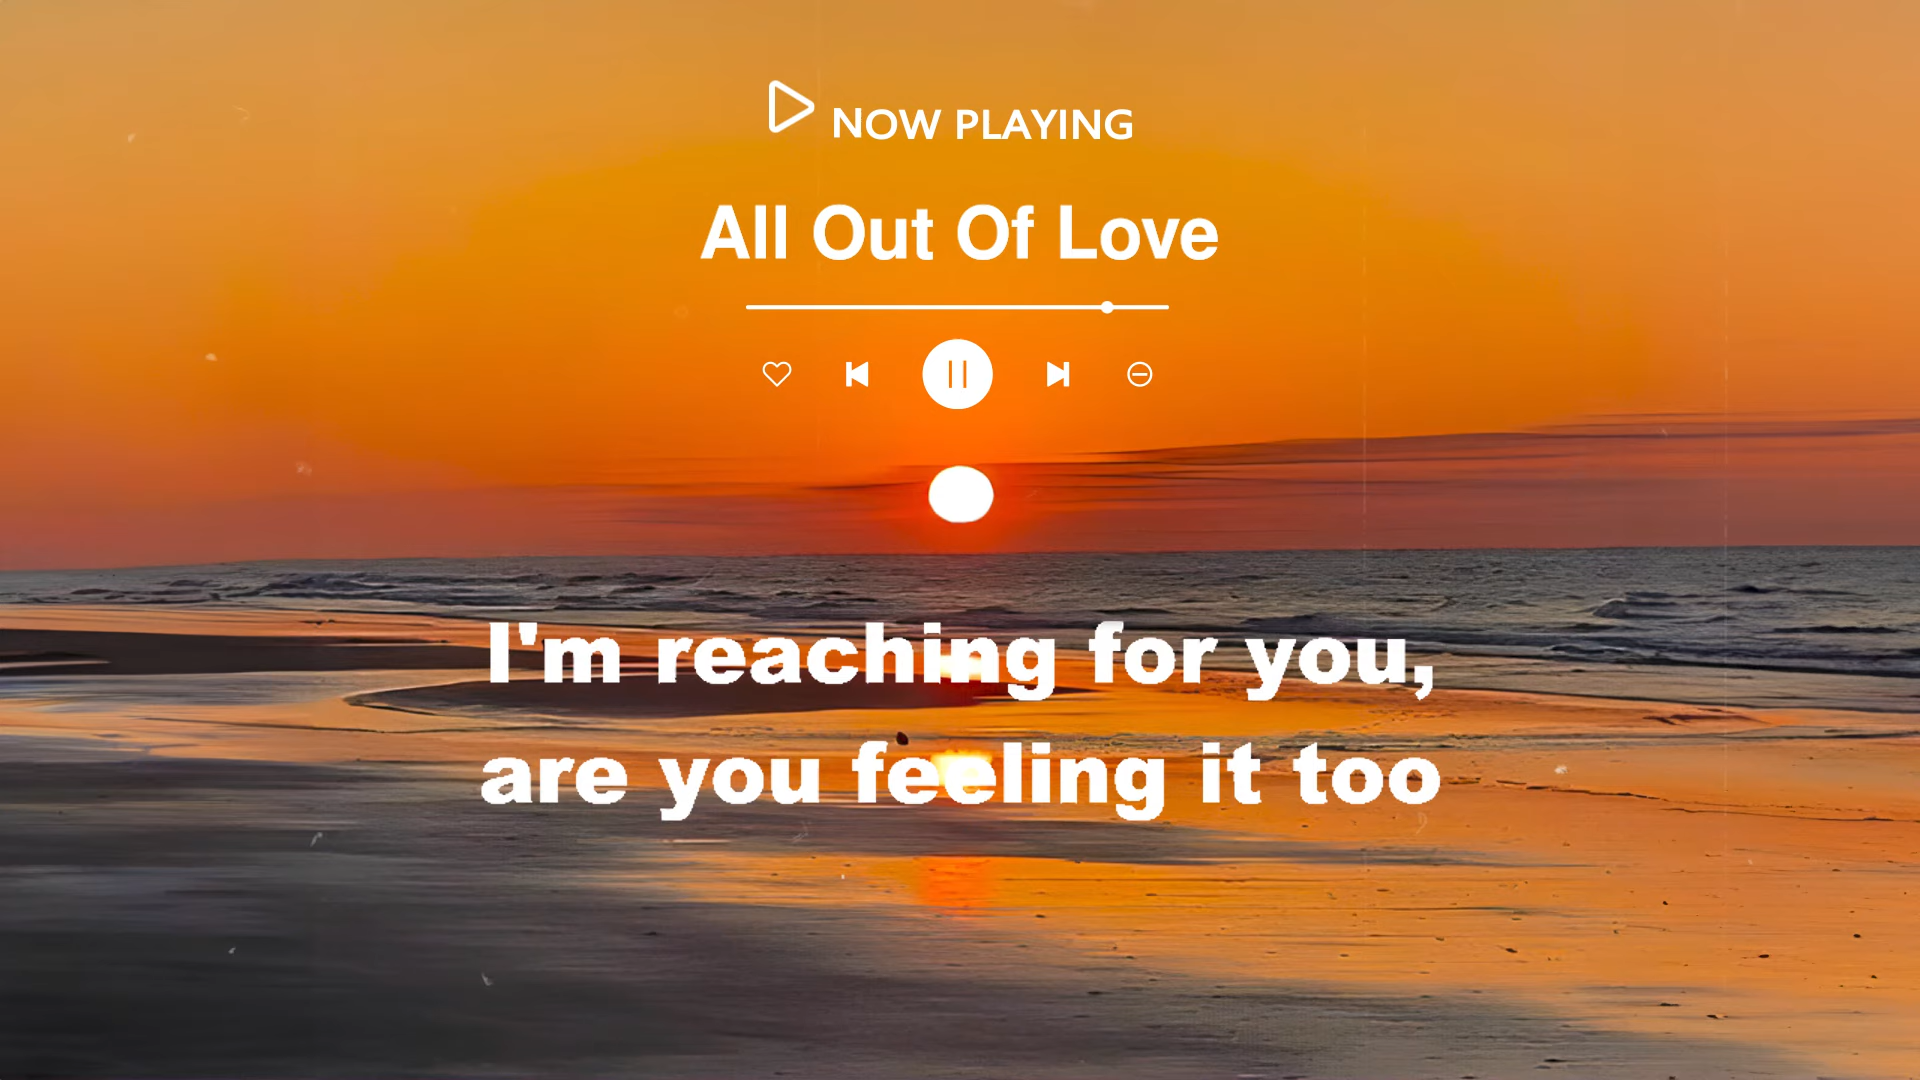 NOW PLAYING
All Out Of Love
I'm reaching for you,
are you feeling it too